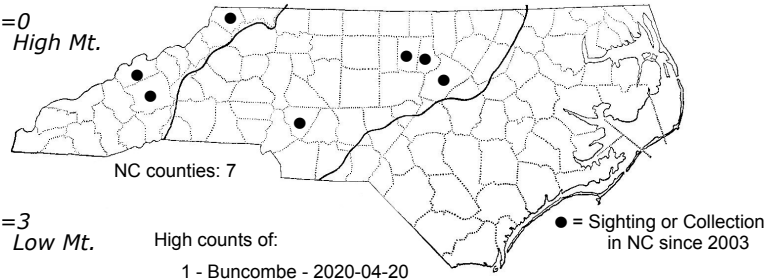 =0
High Mt.
NC counties: 7
=3
Low Mt.
High counts of:
1 - Buncombe - 2020-04-20
● = Sighting or Collection
in NC since 2003